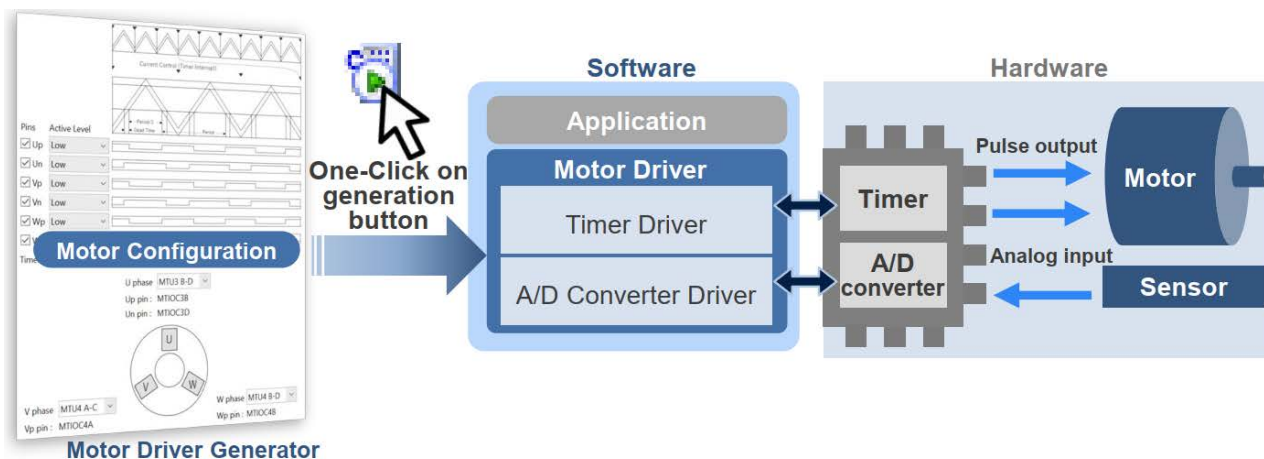 Current Control (Timer Interval)
Period
Dead Time
Period
Pins Active Level
Up Low
Un Low
Vp Low
Vn Low
Wp Low
Motor Configuration
U phase MTU3 B-D
Up pin : MTIOC3B
Un pin : MTIOC3D
U
V
W
V phase MTU4 A-C
Vp pin : MTIOC4A
W phase MTU4 B-D
Wp pin : MTIOC4B
Motor Driver Generator
One-Click on
generation
button
Software
Application
Motor Driver
Timer Driver
A/D Converter Driver
Hardware
Timer
A/D
converter
Pulse output
Analog input
Motor
Sensor